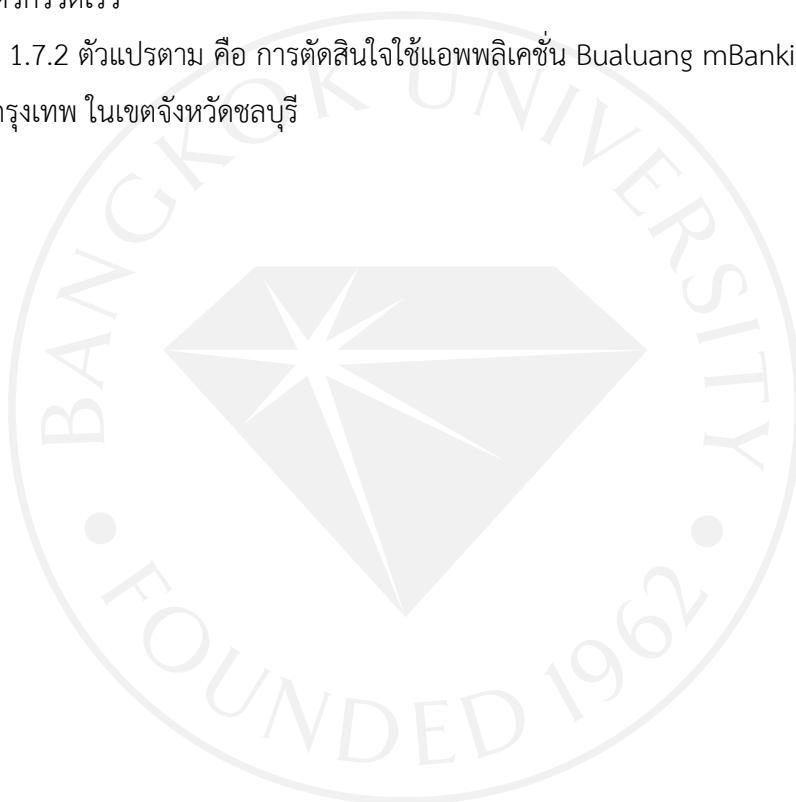 1.7.2 ตัวแปรตาม คือ การตัดสินใจใช้แอพพลิเคชั่น Bualuang mBanki
กรุงเทพ ในเขตจังหวัดชลบุรี
BANGKOK UNIVERSITY
FOUNDED 1962